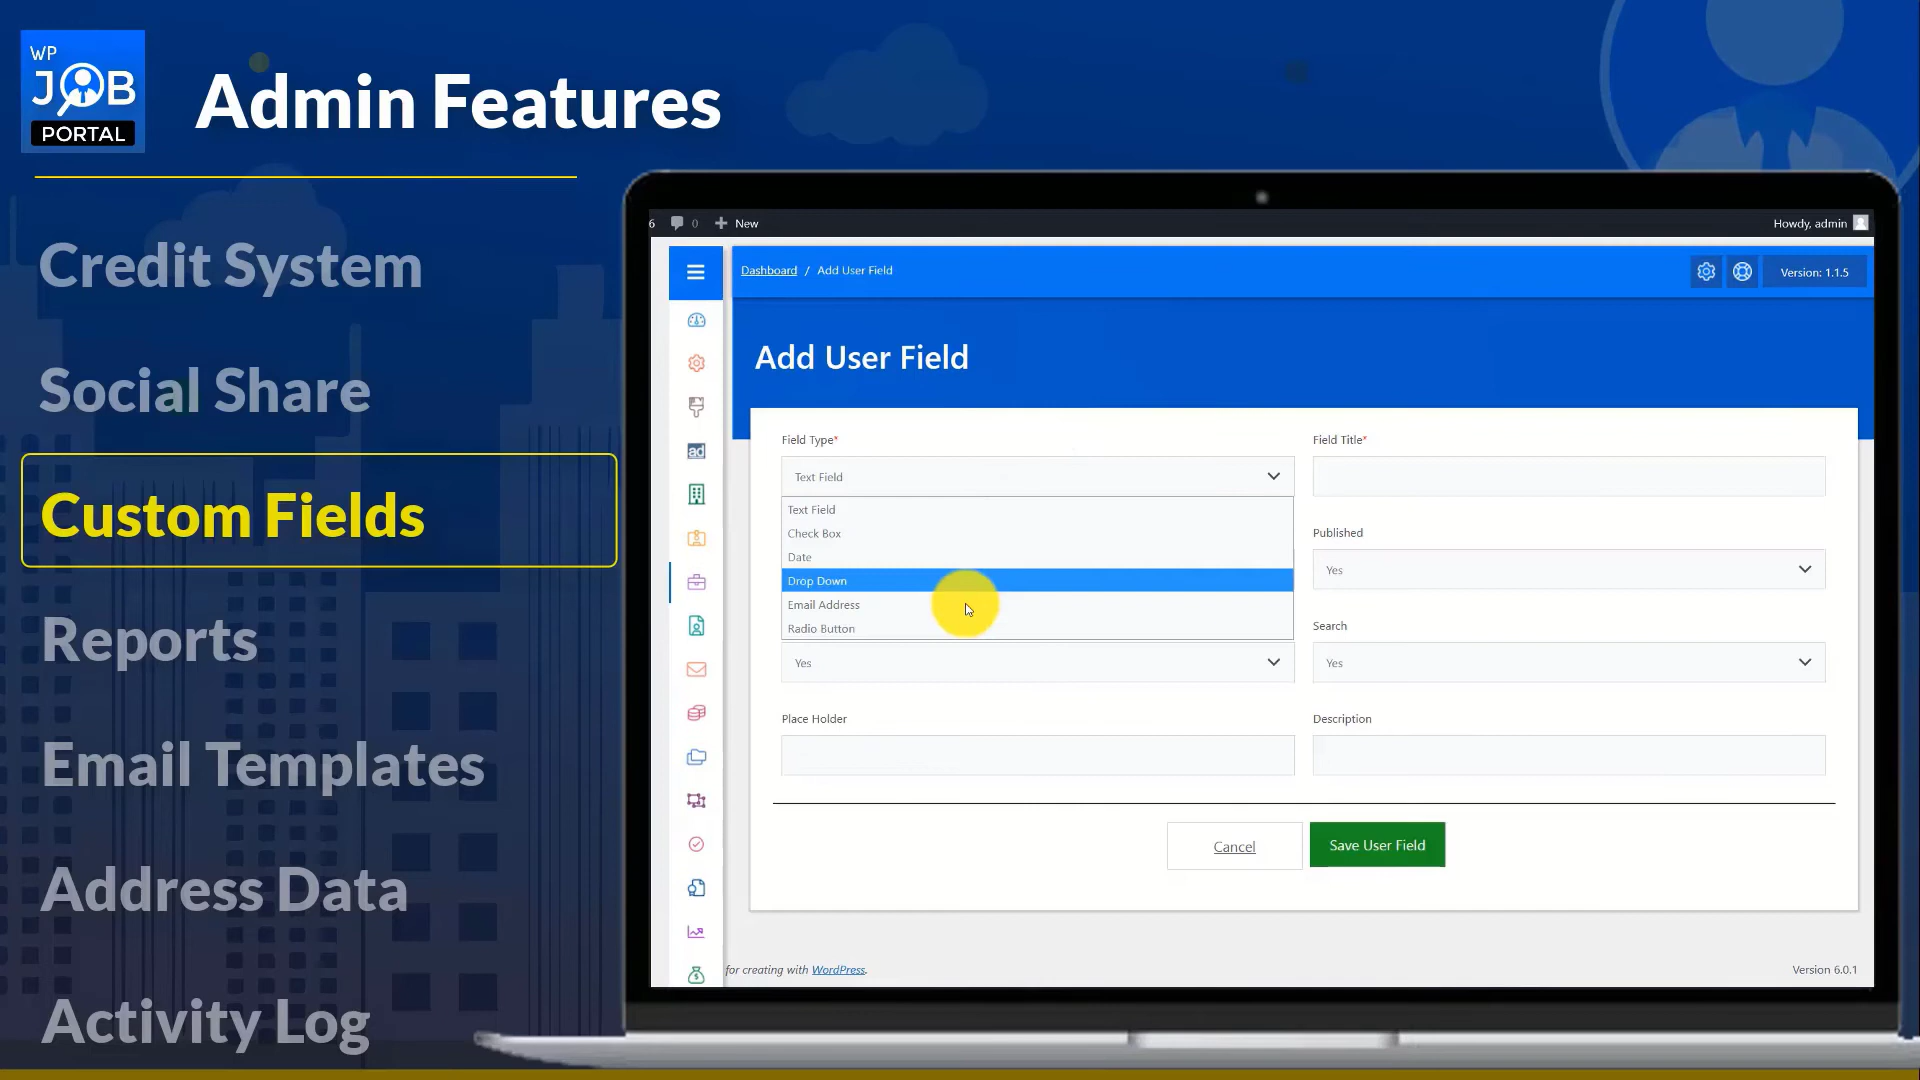 WP
JOB
PORTAL
Admin Features
Credit System
Social Share
Custom Fields
Reports
Email Templates
Address Data
Activity Log
6 0 New
Howdy, admin
Dashboard / Add User Field
Version: 1.1.5
ad
Add User Field
Field Type*
Field Title*
Text Field
Text Field
Check Box
Date
Drop Down
Email Address
Radio Button
Published
Yes
Search
Yes
Yes
Place Holder
Description
Cancel
Save User Field
for creating with WordPress.
Version 6.0.1